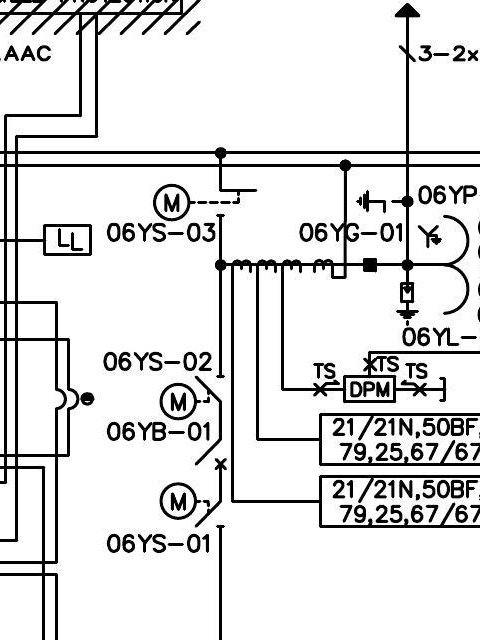 AAC
3-2x
M
06YP
06YS-03
06YG-01
Y
LL
06YL-
06YS-02
TS
TS
TS
M
DPM
06YB-01
21/21N,50BF,
79,25,67/67
21/21N,50BF,
79,25,67/67
M
06YS-01